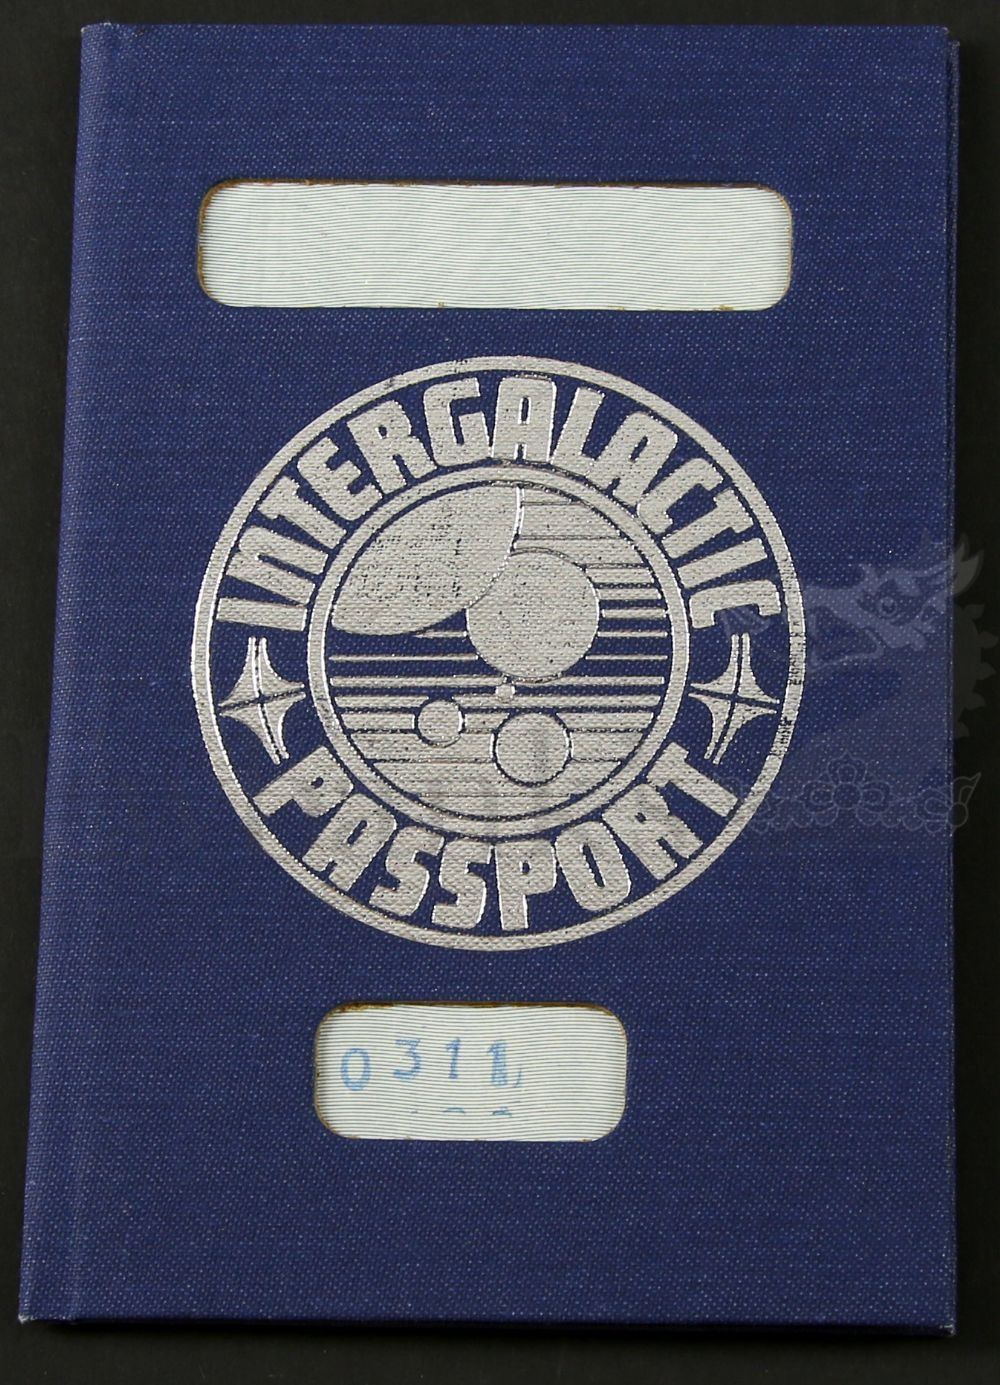 INTERGALACTIC
PASSPORT
0311